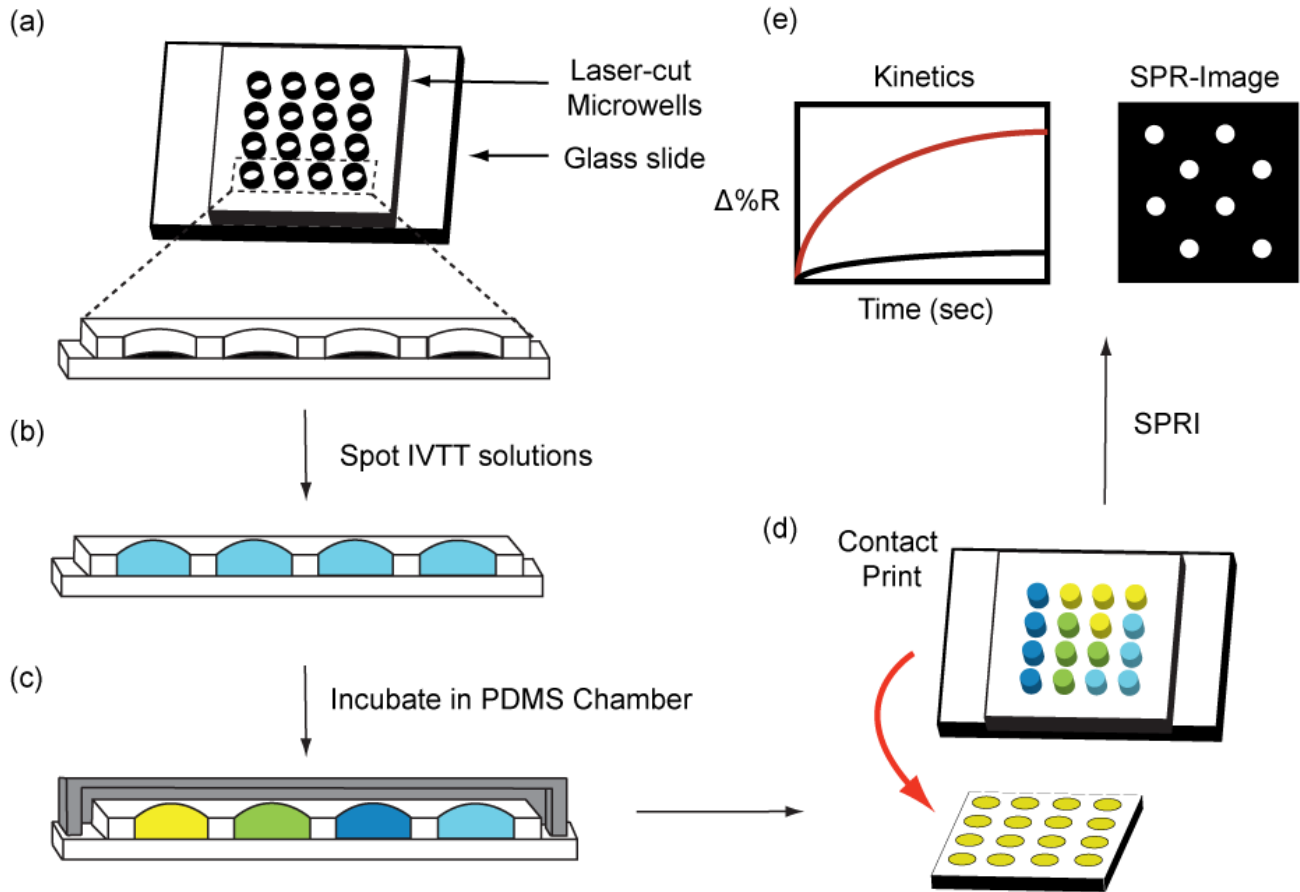 (a)
Laser-cut
Microwells
Glass slide
(b)
Spot IVTT solutions
(c)
Incubate in PDMS Chamber
(d)
Contact
Print
SPRI
(e)
Kinetics
SPR-Image
Δ%R
Time (sec)